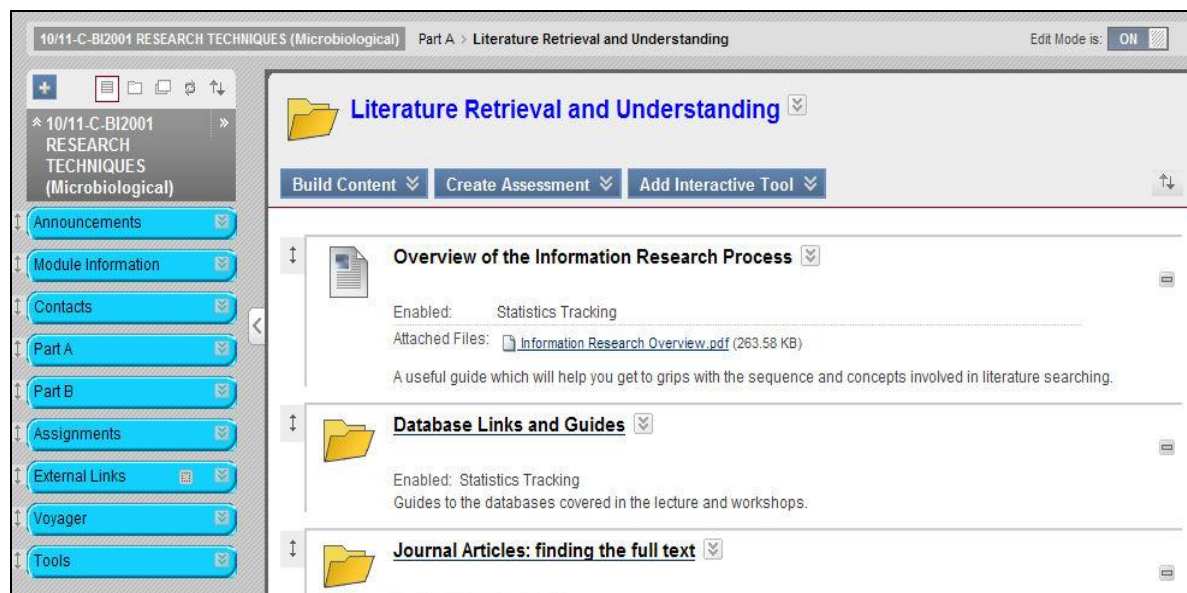 10/11-C-BI2001 RESEARCH TECHNIQUES (Microbiological) Part A > Literature Retrieval and Understanding Edit Mode is: ON
10/11-C-BI2001
RESEARCH
TECHNIQUES
(Microbiological)
Announcements
Module Information
Contacts
Part A
Part B
Assignments
External Links
Voyager
Tools
Literature Retrieval and Understanding
Build Content Create Assessment Add Interactive Tool
Overview of the Information Research Process
Enabled: Statistics Tracking
Attached Files: Information Research Overview.pdf (263.58 KB)
A useful guide which will help you get to grips with the sequence and concepts involved in literature searching.
Database Links and Guides
Enabled: Statistics Tracking
Guides to the databases covered in the lecture and workshops.
Journal Articles: finding the full text